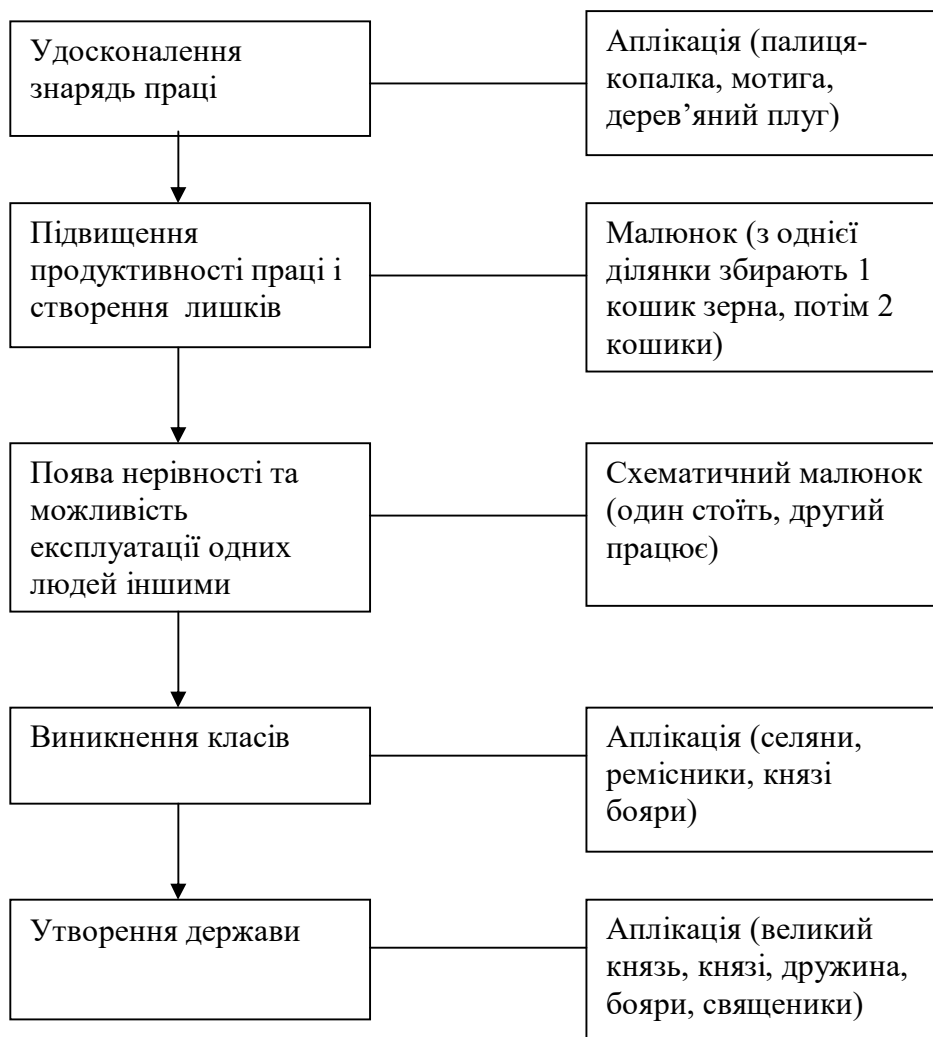 Удосконалення
знарядь праці
Аплікація (палиця-
копалка, мотига,
дерев’яний плуг)
Підвищення
продуктивності праці і
створення лишків
Малюнок (з однієї
ділянки збирають 1
кошик зерна, потім 2
кошики)
Поява нерівності та
можливість
експлуатації одних
людей іншими
Схематичний малюнок
(один стоїть, другий
працює)
Виникнення класів
Аплікація (селяни,
ремісники, князі
бояри)
Утворення держави
Аплікація (великий
князь, князі, дружина,
бояри, священики)